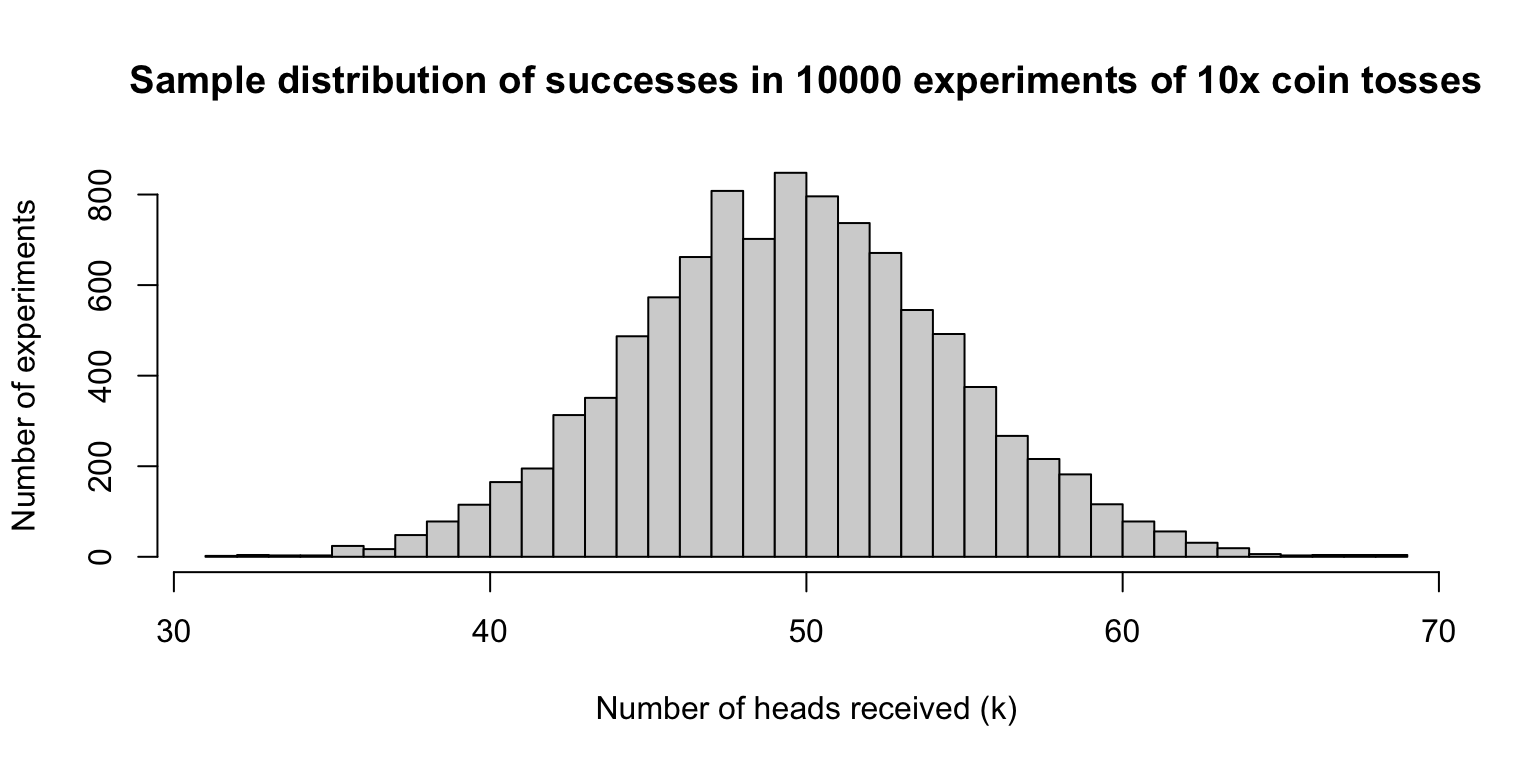 Sample distribution of successes in 10000 experiments of 10x coin tosses
Number of experiments
800
600
400
200
0
30 40 50 60 70
Number of heads received (k)